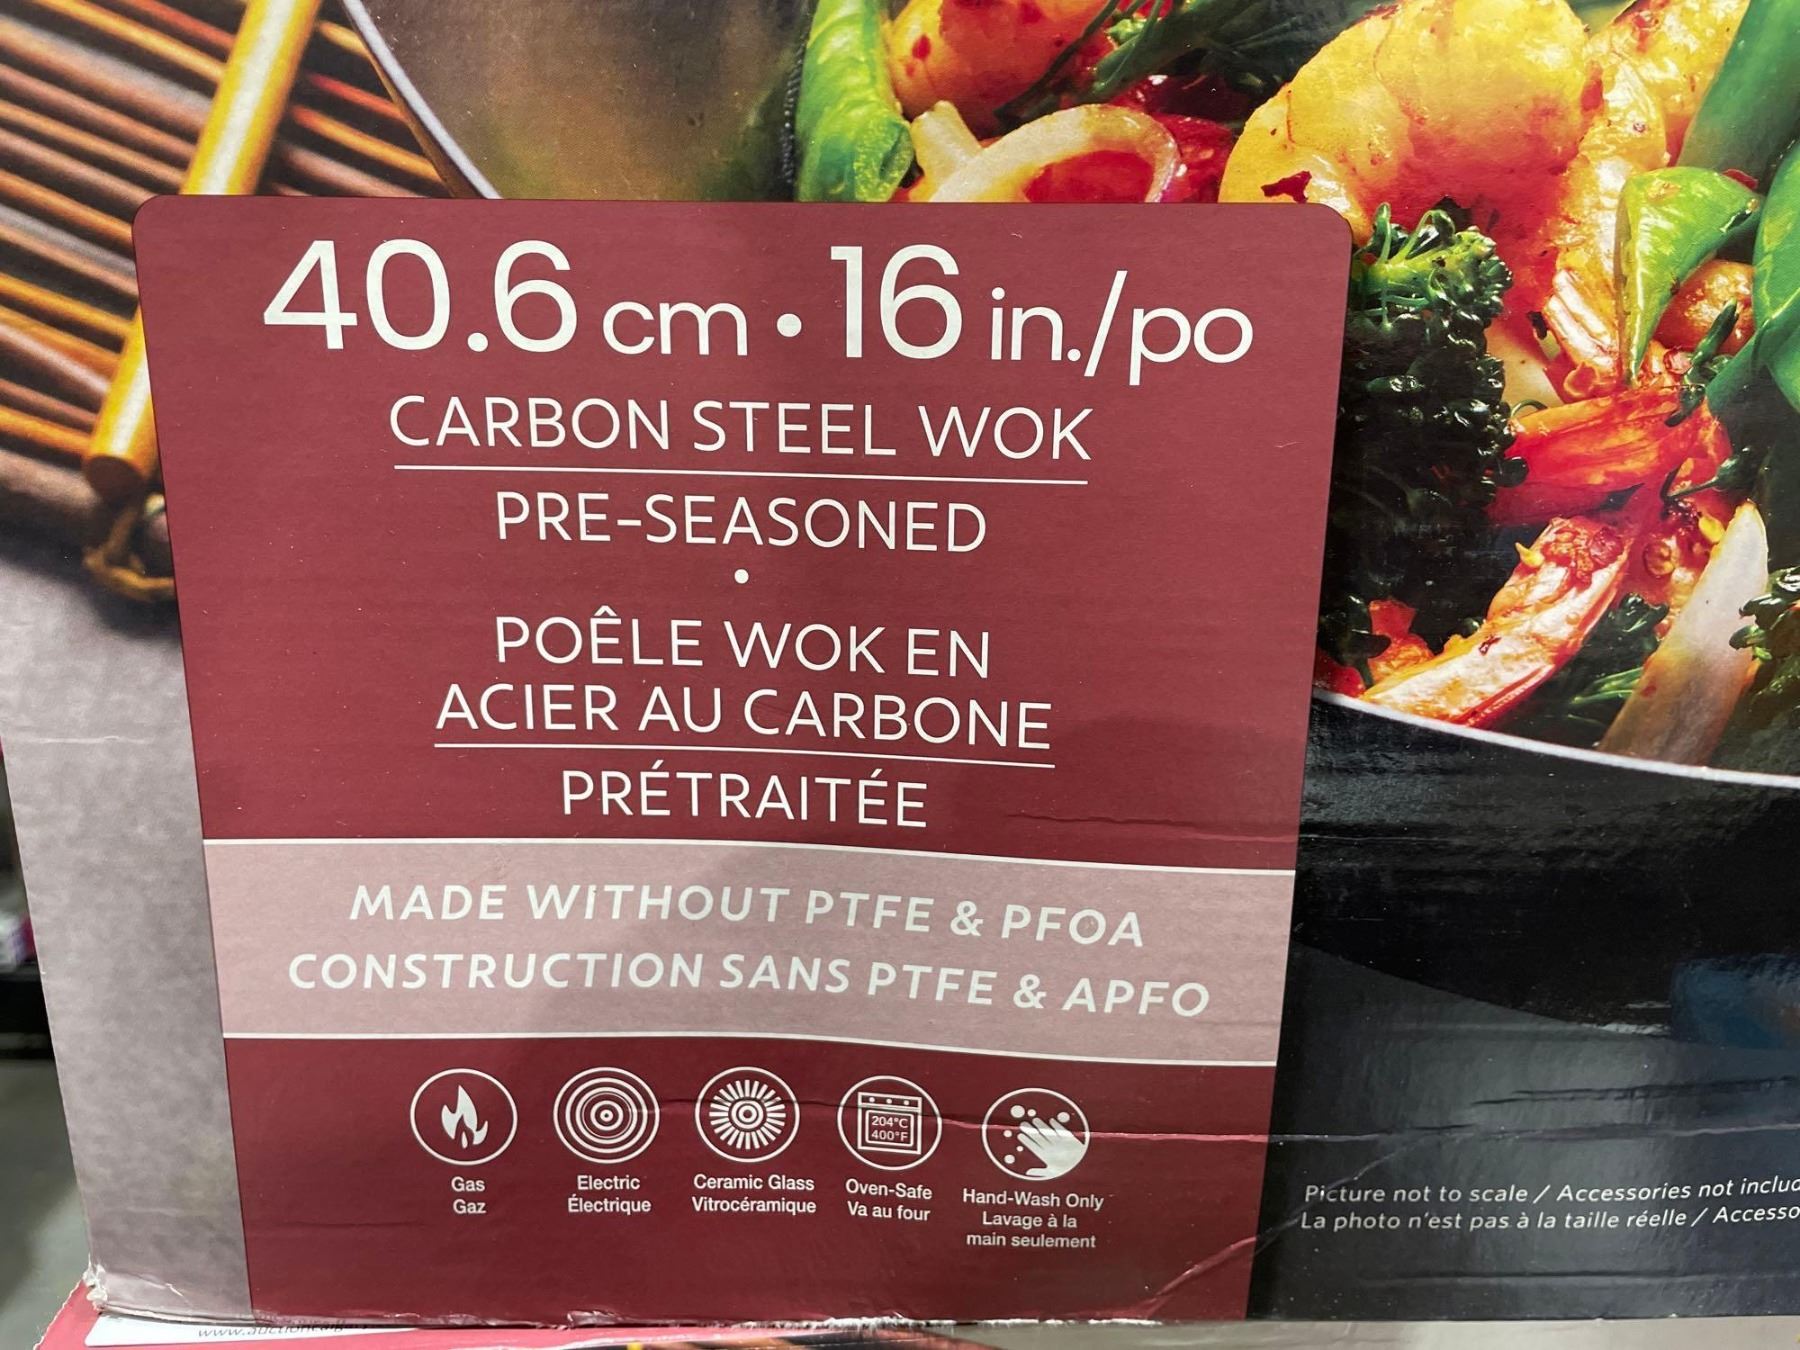 40.6 cm • 16 in./po
CARBON STEEL WOK
PRE-SEASONED
•
POÊLE WOK EN
ACIER AU CARBONE
PRÉTRAITÉE
MADE WITHOUT PTFE & PFOA
CONSTRUCTION SANS PTFE & APFO
204°C
400°F
Gas
Gaz
Electric
Électrique
Ceramic Glass
Vitrocéramique
Oven-Safe
Va au four
Hand-Wash Only
Lavage à la
main seulement
Picture not to scale / Accessories not
La photo n'est pas à la taille réelle /